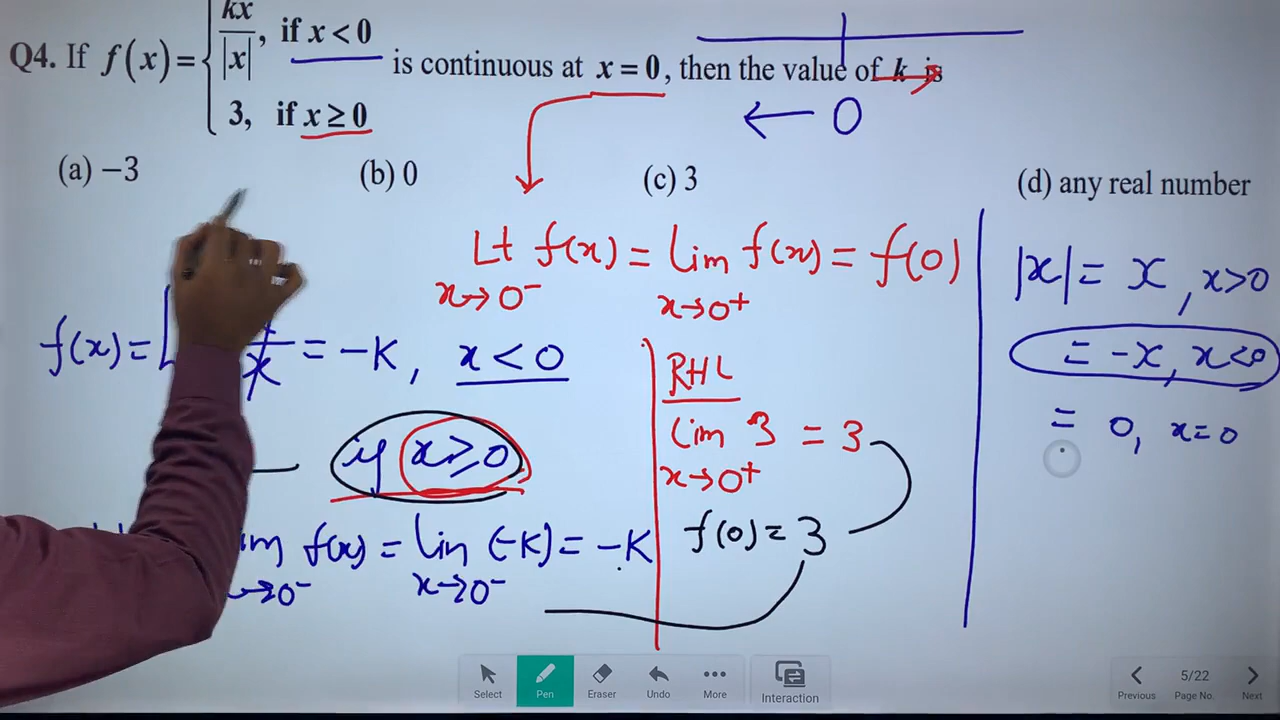 Q4. If f(x) = { kx/|x|, if x < 0
3, if x ≥ 0
is continuous at x = 0, then the value of k is
← 0
(a) −3 (b) 0 (c) 3 (d) any real number
Lt f(x) = lim f(x) = f(0)
x→0⁻ x→0⁺
|x| = x, x>0
= -x, x<0
= 0, x=0
f(x) = = -K, x < 0
if x ≥ 0
f(x) = lim (-K) = -K
x→0⁻
RHL
lim 3 = 3
x→0⁺
f(0) = 3
Select Pen Eraser Undo More Interaction
Previous 5/22 Page No. Next